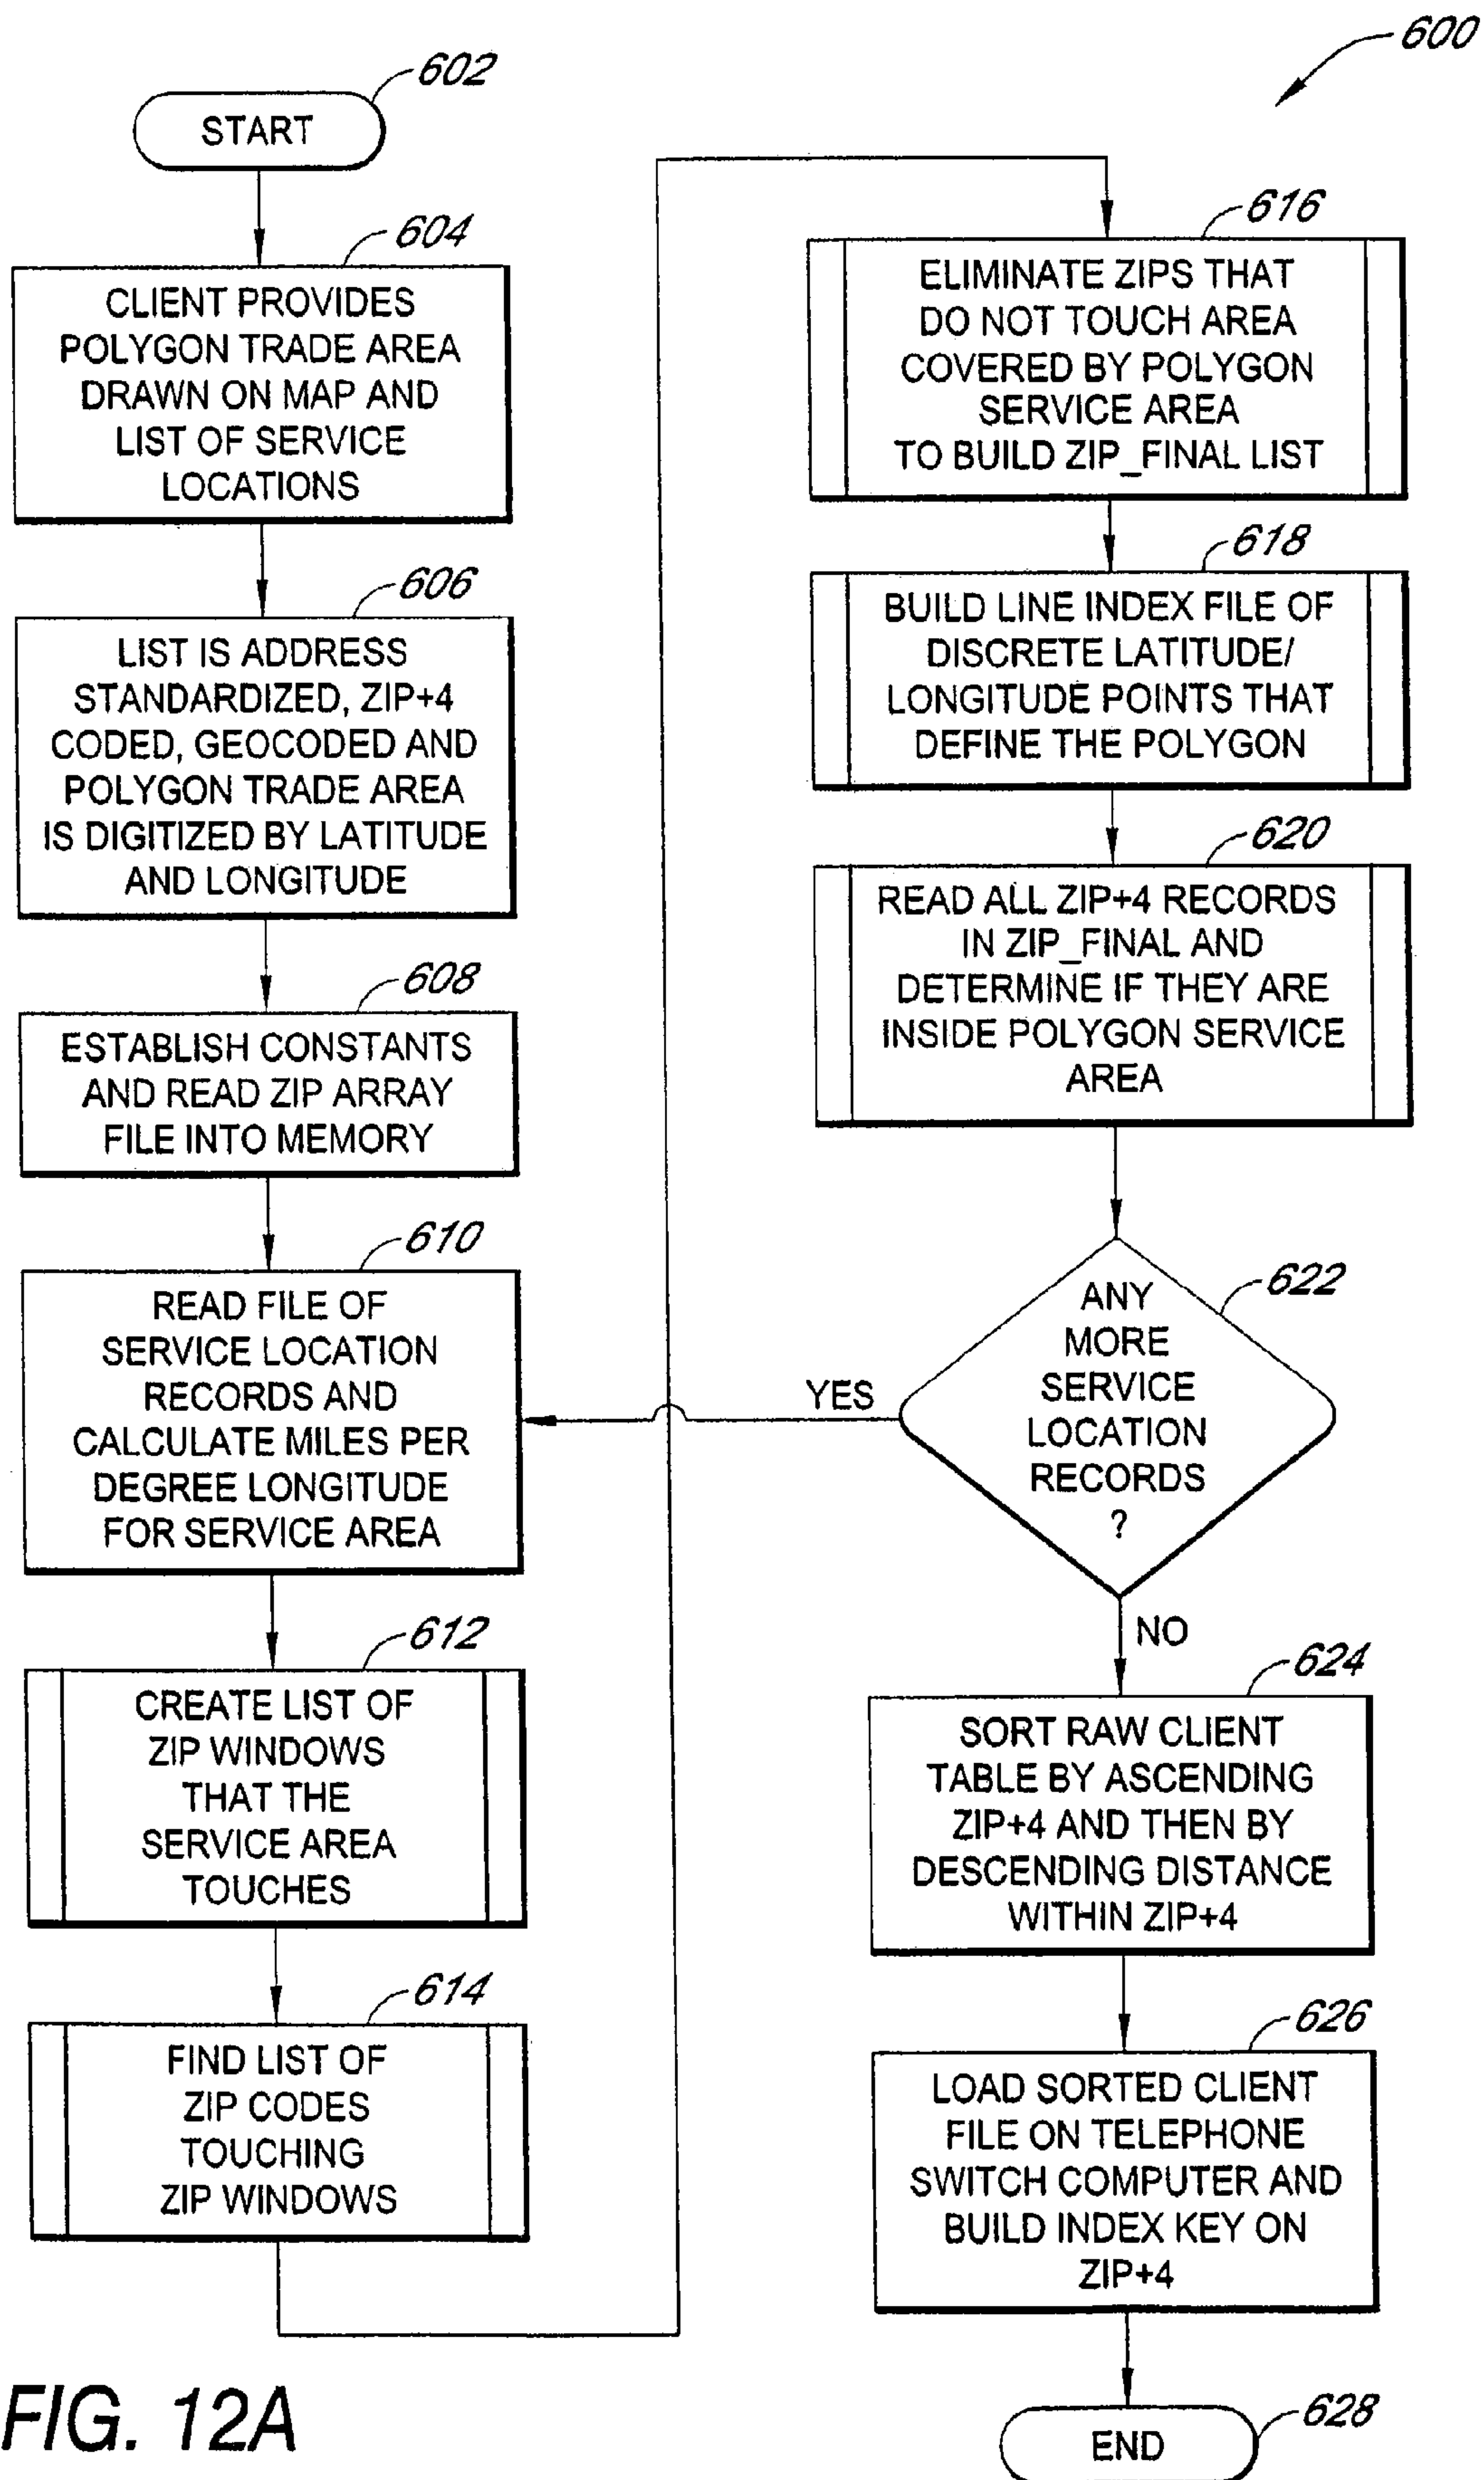 600
602
START
604
CLIENT PROVIDES
POLYGON TRADE AREA
DRAWN ON MAP AND
LIST OF SERVICE
LOCATIONS
606
LIST IS ADDRESS
STANDARDIZED, ZIP+4
CODED, GEOCODED AND
POLYGON TRADE AREA
IS DIGITIZED BY LATITUDE
AND LONGITUDE
608
ESTABLISH CONSTANTS
AND READ ZIP ARRAY
FILE INTO MEMORY
610
READ FILE OF
SERVICE LOCATION
RECORDS AND
CALCULATE MILES PER
DEGREE LONGITUDE
FOR SERVICE AREA
612
CREATE LIST OF
ZIP WINDOWS
THAT THE
SERVICE AREA
TOUCHES
614
FIND LIST OF
ZIP CODES
TOUCHING
ZIP WINDOWS
616
ELIMINATE ZIPS THAT
DO NOT TOUCH AREA
COVERED BY POLYGON
SERVICE AREA
TO BUILD ZIP_FINAL LIST
618
BUILD LINE INDEX FILE OF
DISCRETE LATITUDE/
LONGITUDE POINTS THAT
DEFINE THE POLYGON
620
READ ALL ZIP+4 RECORDS
IN ZIP_FINAL AND
DETERMINE IF THEY ARE
INSIDE POLYGON SERVICE
AREA
622
ANY
MORE
SERVICE
LOCATION
RECORDS
?
YES
NO
624
SORT RAW CLIENT
TABLE BY ASCENDING
ZIP+4 AND THEN BY
DESCENDING DISTANCE
WITHIN ZIP+4
626
LOAD SORTED CLIENT
FILE ON TELEPHONE
SWITCH COMPUTER AND
BUILD INDEX KEY ON
ZIP+4
628
END
FIG. 12A